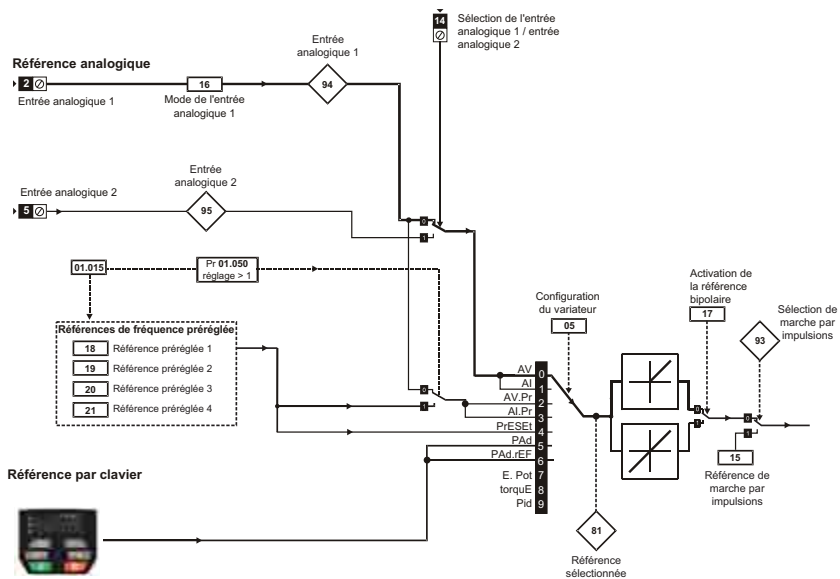 14
Sélection de l'entrée
analogique 1 / entrée
analogique 2
Référence analogique
2
Entrée analogique 1
16
Mode de l'entrée
analogique 1
Entrée
analogique 1
94
Entrée analogique 2
5
Entrée
analogique 2
95
0
1
01.015
Pr 01.050
réglage > 1
Références de fréquence préréglée
18 Référence préréglée 1
19 Référence préréglée 2
20 Référence préréglée 3
21 Référence préréglée 4
0
1
Configuration
du variateur
05
AV 0
AI 1
AV.Pr 2
AI.Pr 3
PrESEt 4
PAd 5
PAd.rEF 6
E. Pot 7
torquE 8
Pid 9
81
Référence
sélectionnée
Activation de
la référence
bipolaire
17
0
1
Sélection de
marche par
impulsions
93
0
1
15
Référence de
marche par
impulsions
Référence par clavier